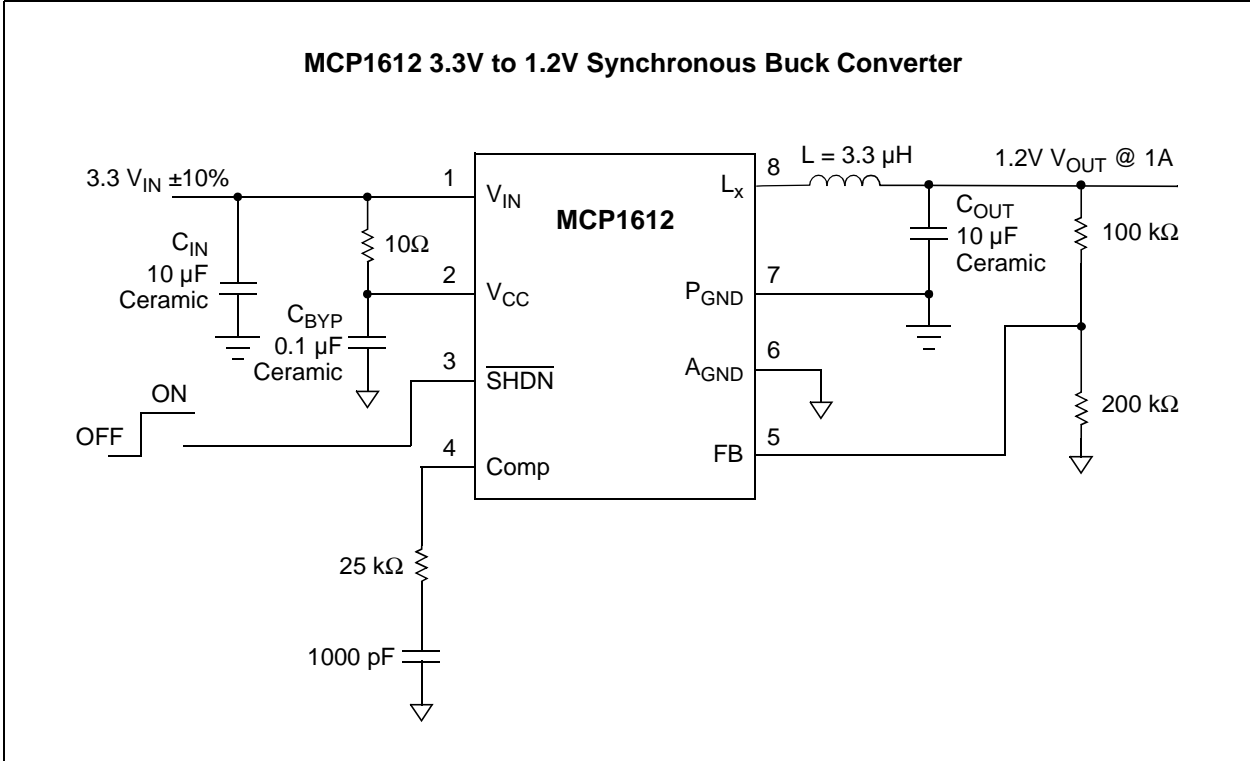 MCP1612 3.3V to 1.2V Synchronous Buck Converter
3.3 VIN ±10%
1
VIN
MCP1612
Lx
8
L = 3.3 µH
1.2V VOUT @ 1A
CIN
10 µF
Ceramic
10Ω
COUT
10 µF
Ceramic
100 kΩ
2
VCC
PGND
7
CBYP
0.1 µF
Ceramic
3
SHDN
AGND
6
ON
OFF
200 kΩ
4
Comp
FB
5
25 kΩ
1000 pF